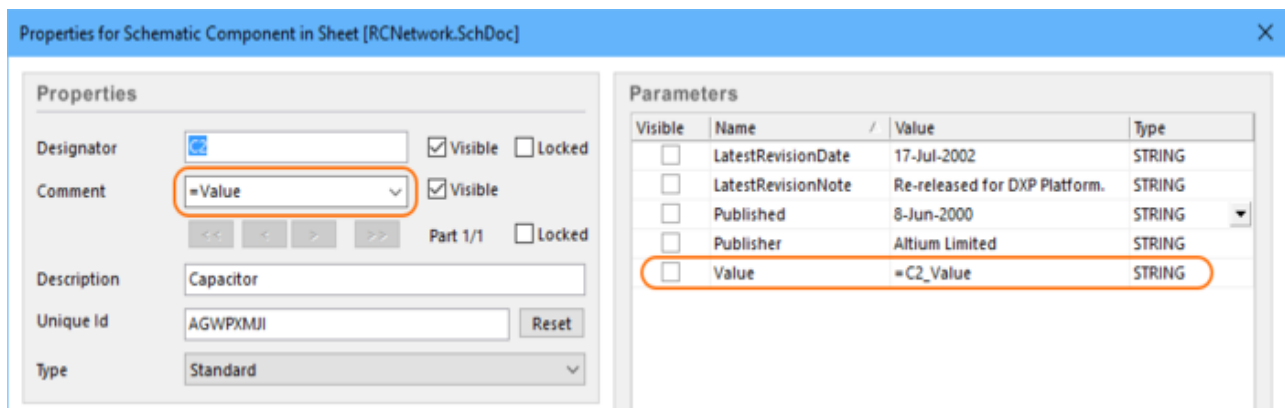 Properties for Schematic Component in Sheet [RCNetwork.SchDoc]
Properties
Designator C2 Visible Locked
Comment =Value Visible
<< < > >> Part 1/1 Locked
Description Capacitor
Unique Id AGWPXMJI Reset
Type Standard
Parameters
Visible Name / Value Type
LatestRevisionDate 17-Jul-2002 STRING
LatestRevisionNote Re-released for DXP Platform. STRING
Published 8-Jun-2000 STRING
Publisher Altium Limited STRING
Value =C2_Value STRING